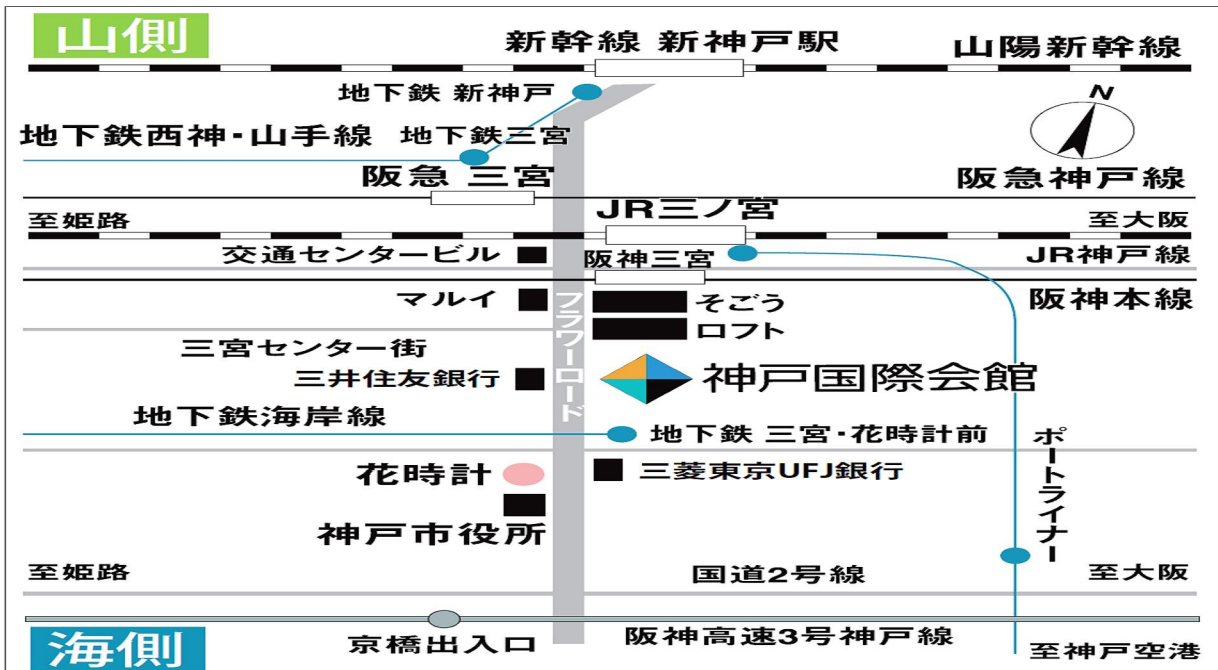 山側
新幹線 新神戸駅
山陽新幹線
地下鉄 新神戸
N
地下鉄西神・山手線
地下鉄三宮
阪急 三宮
阪急神戸線
至姫路
JR三ノ宮
至大阪
交通センタービル
阪神三宮
JR神戸線
マルイ
フラワーロード
そごう
阪神本線
ロフト
三宮センター街
三井住友銀行
神戸国際会館
地下鉄海岸線
地下鉄 三宮・花時計前
ポートライナー
花時計
三菱東京UFJ銀行
神戸市役所
至姫路
国道2号線
至大阪
海側
京橋出入口
阪神高速3号神戸線
至神戸空港